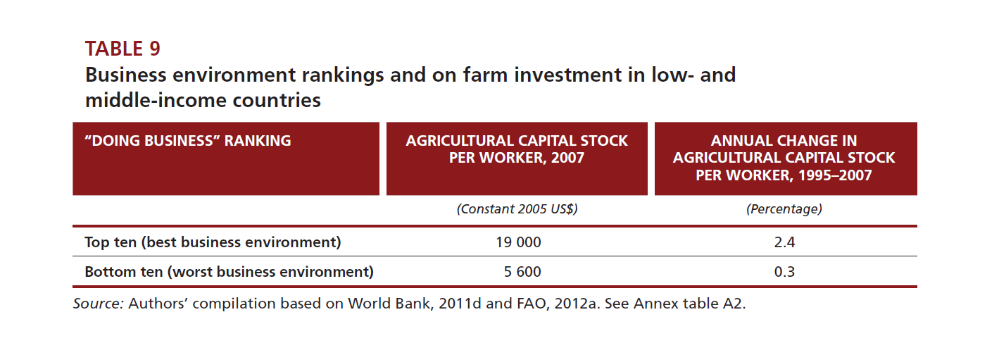 TABLE 9
Business environment rankings and on farm investment in low- and
middle-income countries
“DOING BUSINESS” RANKING
AGRICULTURAL CAPITAL STOCK
PER WORKER, 2007
ANNUAL CHANGE IN
AGRICULTURAL CAPITAL STOCK
PER WORKER, 1995–2007
(Constant 2005 US$)
(Percentage)
Top ten (best business environment) 19 000 2.4
Bottom ten (worst business environment) 5 600 0.3
Source: Authors’ compilation based on World Bank, 2011d and FAO, 2012a. See Annex table A2.